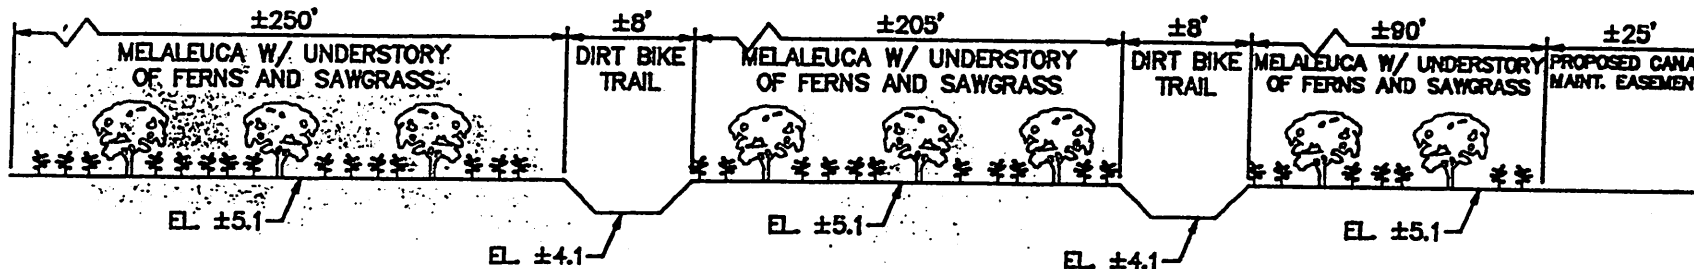 ±250'
±8'
±205'
±8'
±90'
±25'
MELALEUCA W/ UNDERSTORY
OF FERNS AND SAWGRASS
DIRT BIKE
TRAIL
MELALEUCA W/ UNDERSTORY
OF FERNS AND SAWGRASS
DIRT BIKE
TRAIL
MELALEUCA W/ UNDERSTORY
OF FERNS AND SAWGRASS
PROPOSED CANA
MAINT. EASEMEN
EL. ±5.1
EL. ±4.1
EL. ±5.1
EL. ±4.1
EL. ±5.1